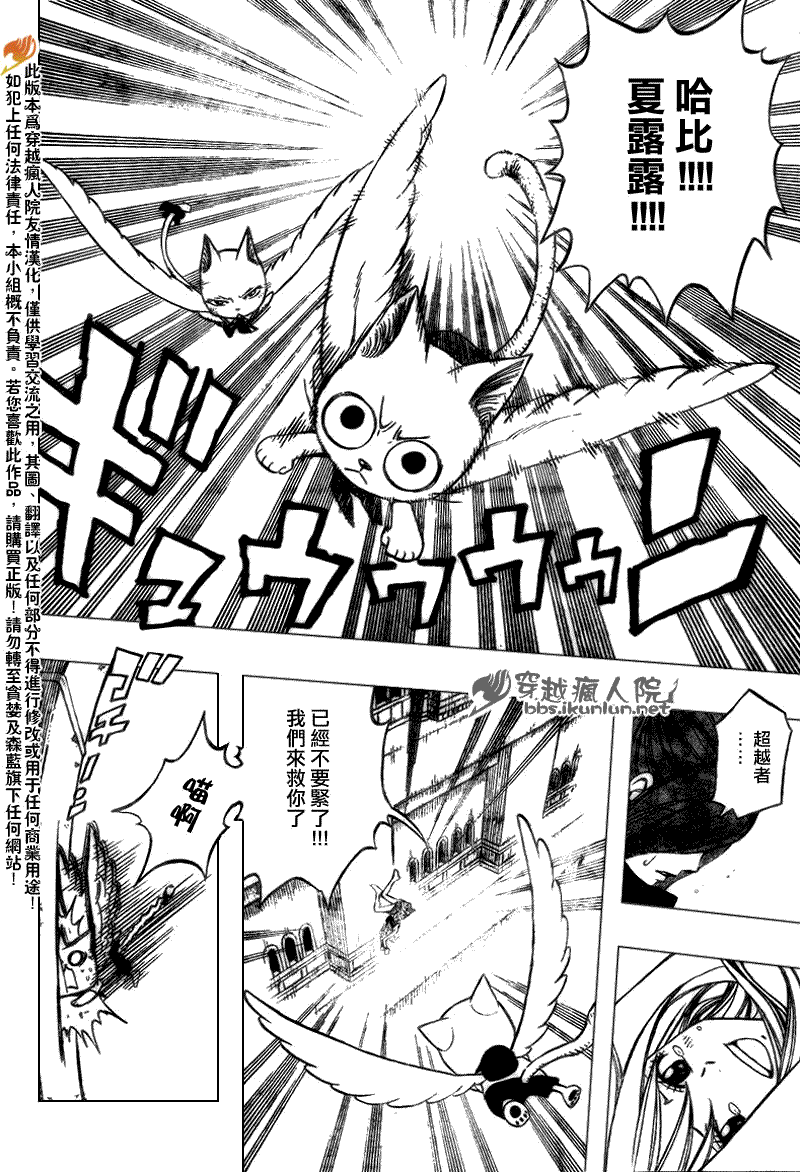 哈比!!!!
夏露露!!!!
ギュウウウン
超越者
……
已經不要緊了!!!
我們來救你了
ゴオオ
穿越瘋人院
bbs.ikunlun.net
此版本爲穿越瘋人院友情漢化，僅供學習交流之用，其圖、翻譯以及任何部分不得進行修改或用于任何商業用途！
如犯上任何法律責任，本小組概不負責。若您喜歡此作品，請購買正版！請勿轉至貪婪及森藍旗下任何網站！